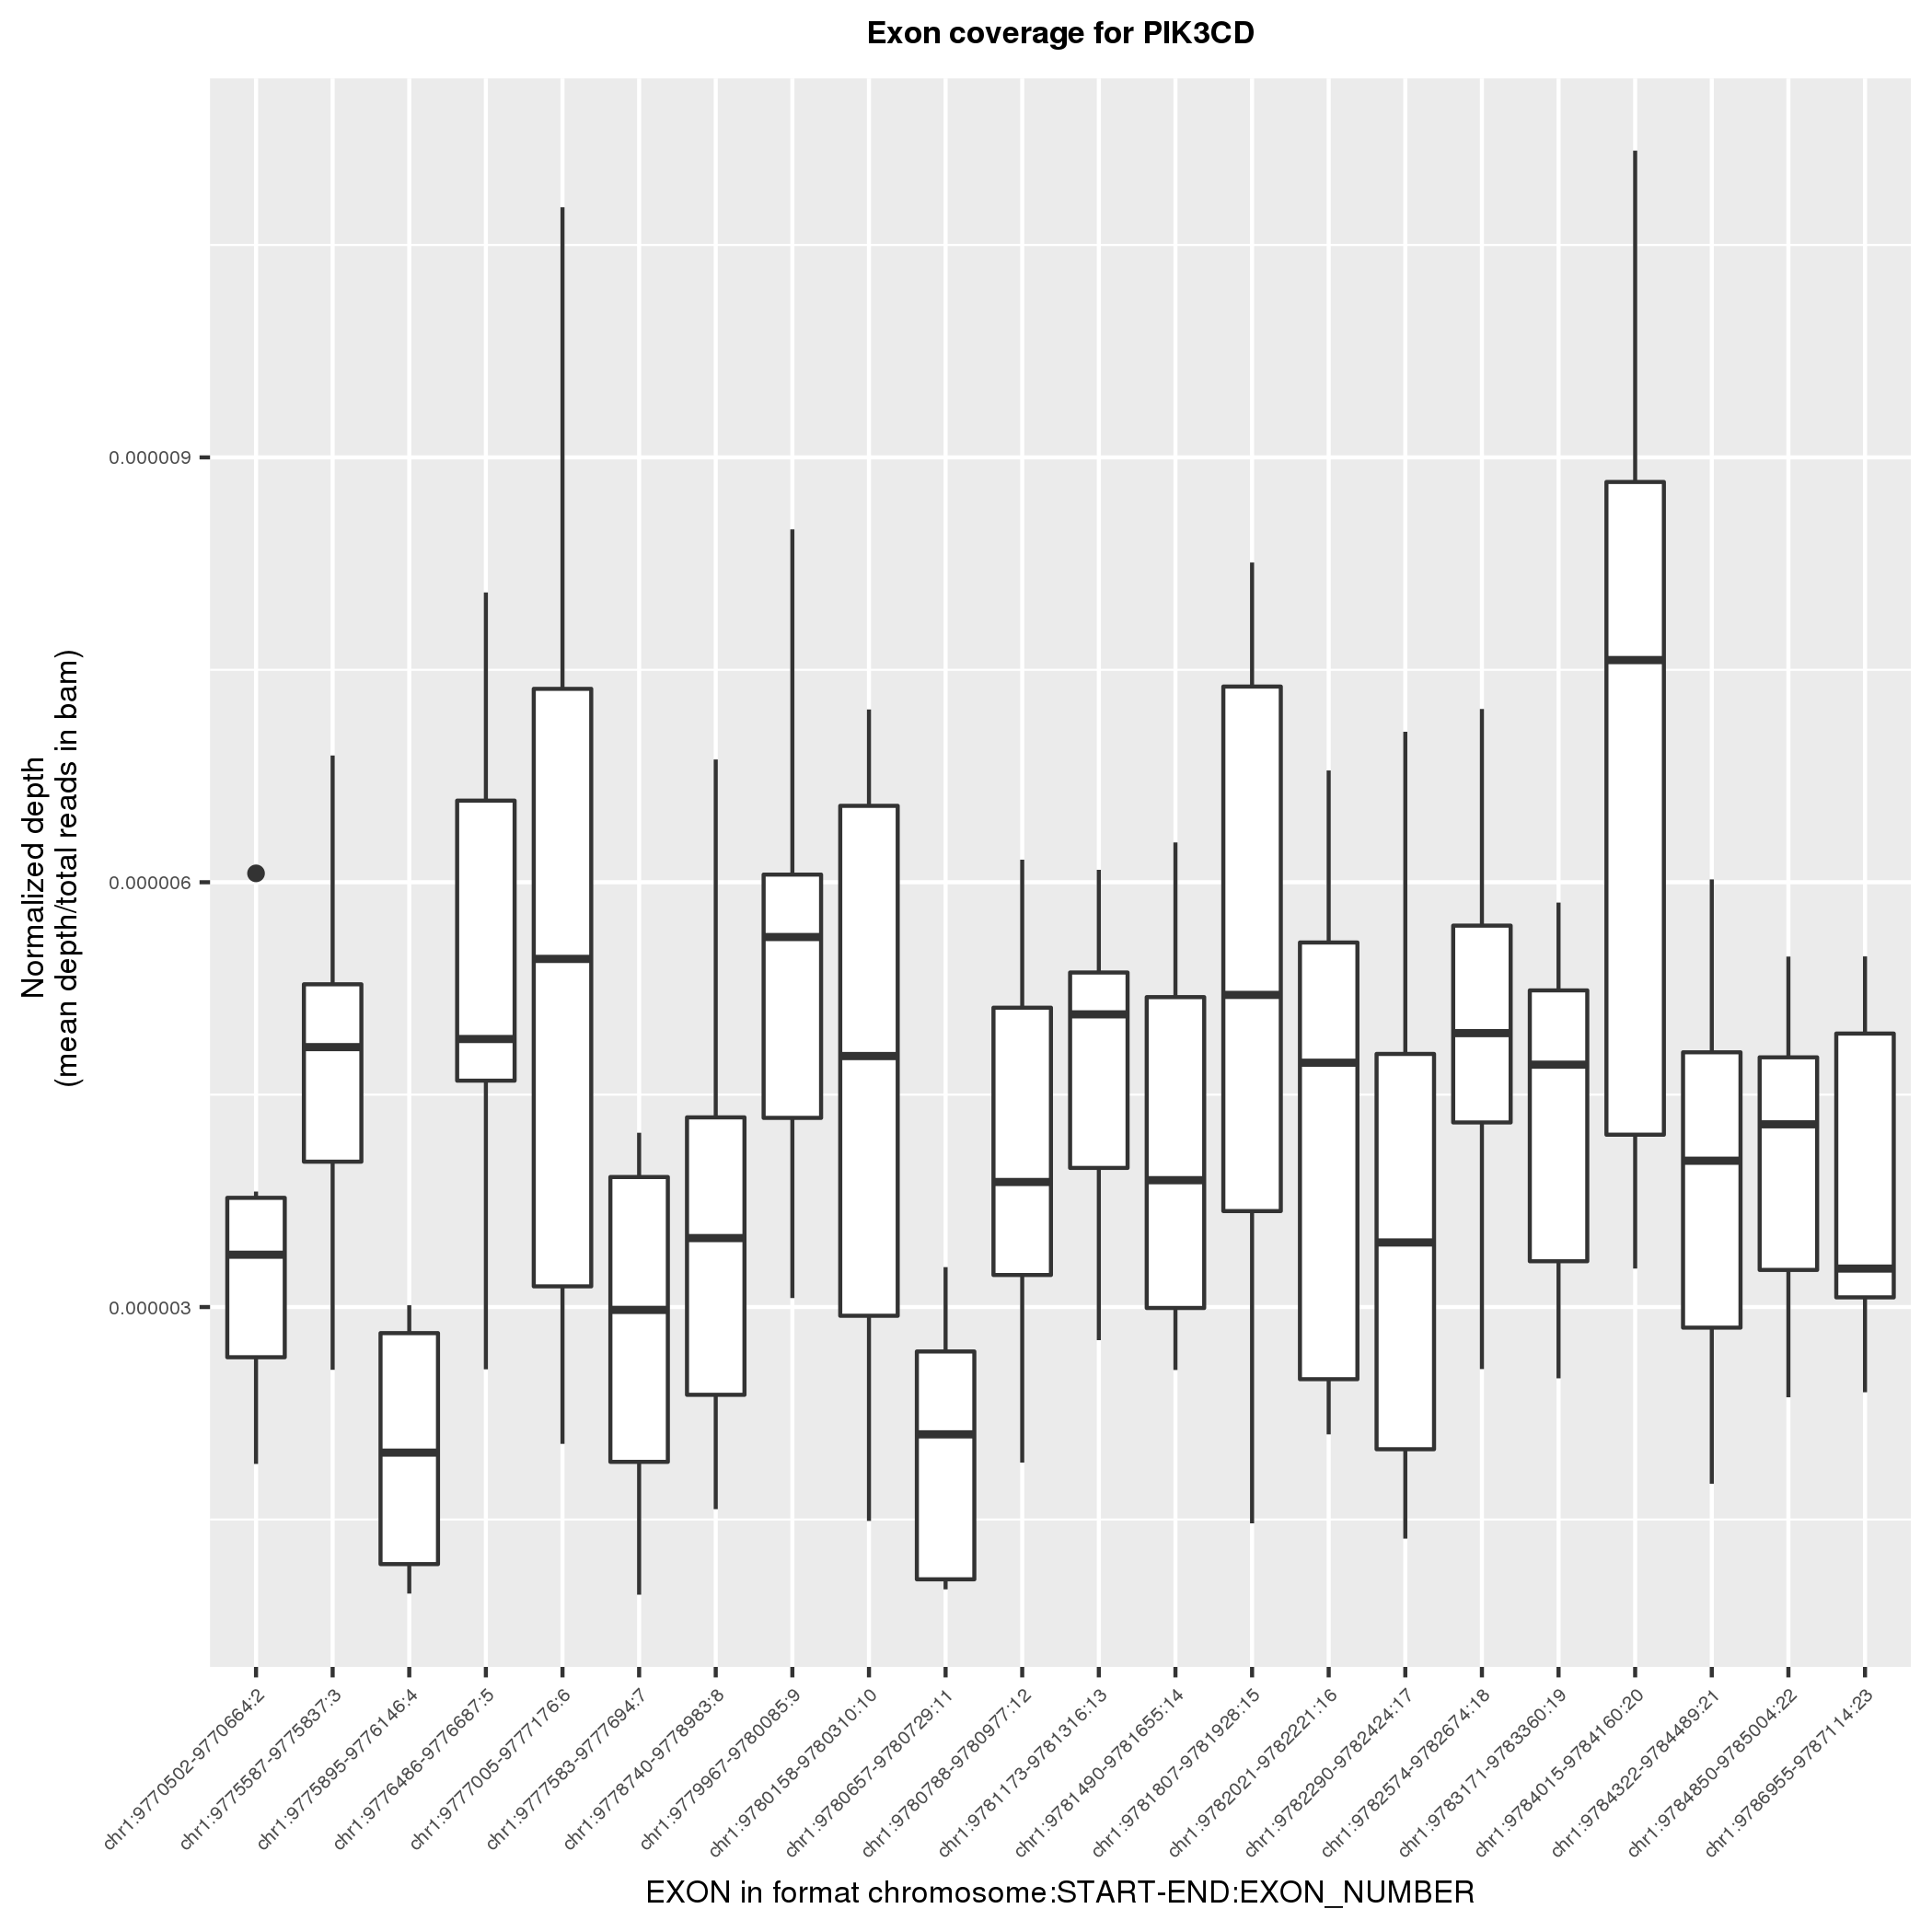 Exon coverage for PIK3CD
Normalized depth
(mean depth/total reads in bam)
0.000009
0.000006
0.000003
chr1:9770502-9770664:2
chr1:9775587-9775837:3
chr1:9775895-9776146:4
chr1:9776486-9776687:5
chr1:9777005-9777176:6
chr1:9777583-9777694:7
chr1:9778740-9778983:8
chr1:9779967-9780085:9
chr1:9780158-9780310:10
chr1:9780657-9780729:11
chr1:9780788-9780977:12
chr1:9781173-9781316:13
chr1:9781490-9781655:14
chr1:9781807-9781928:15
chr1:9782021-9782221:16
chr1:9782290-9782424:17
chr1:9782574-9782674:18
chr1:9783171-9783360:19
chr1:9784015-9784160:20
chr1:9784322-9784489:21
chr1:9784850-9785004:22
chr1:9786955-9787114:23
EXON in format chromosome:START-END:EXON_NUMBER